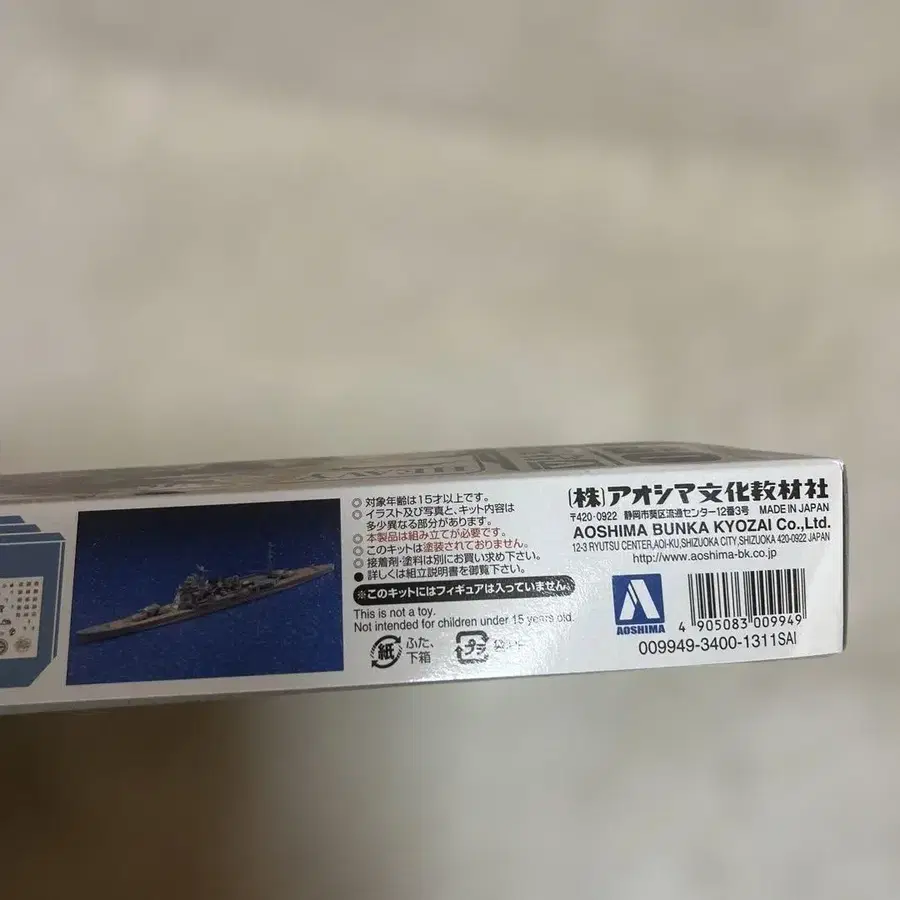 HEAVY
◎ 対象年齢は15才以上です。
◎ イラスト及び写真と、キット内容は
多少異なる部分があります。
◎ 本製品は組み立てが必要です。
◎ このキットは塗装されておりません。
◎ 接着剤・塗料は別にお買い求め下さい。
● 詳しくは組立説明書を御覧下さい。
※このキットにはフィギュアは入っていません。
This is not a toy.
Not intended for children under 15 years old.
紙 ふた、
下箱
プラ
(株)アオシマ文化教材社
〒420-0922 静岡市葵区流通センター12番3号 MADE IN JAPAN
AOSHIMA BUNKA KYOZAI Co.,Ltd.
12-3 RYUTSU CENTER,AOI-KU,SHIZUOKA CITY,SHIZUOKA 420-0922 JAPAN
http://www.aoshima-bk.co.jp
AOSHIMA
4 905083 009949
009949-3400-1311SAI